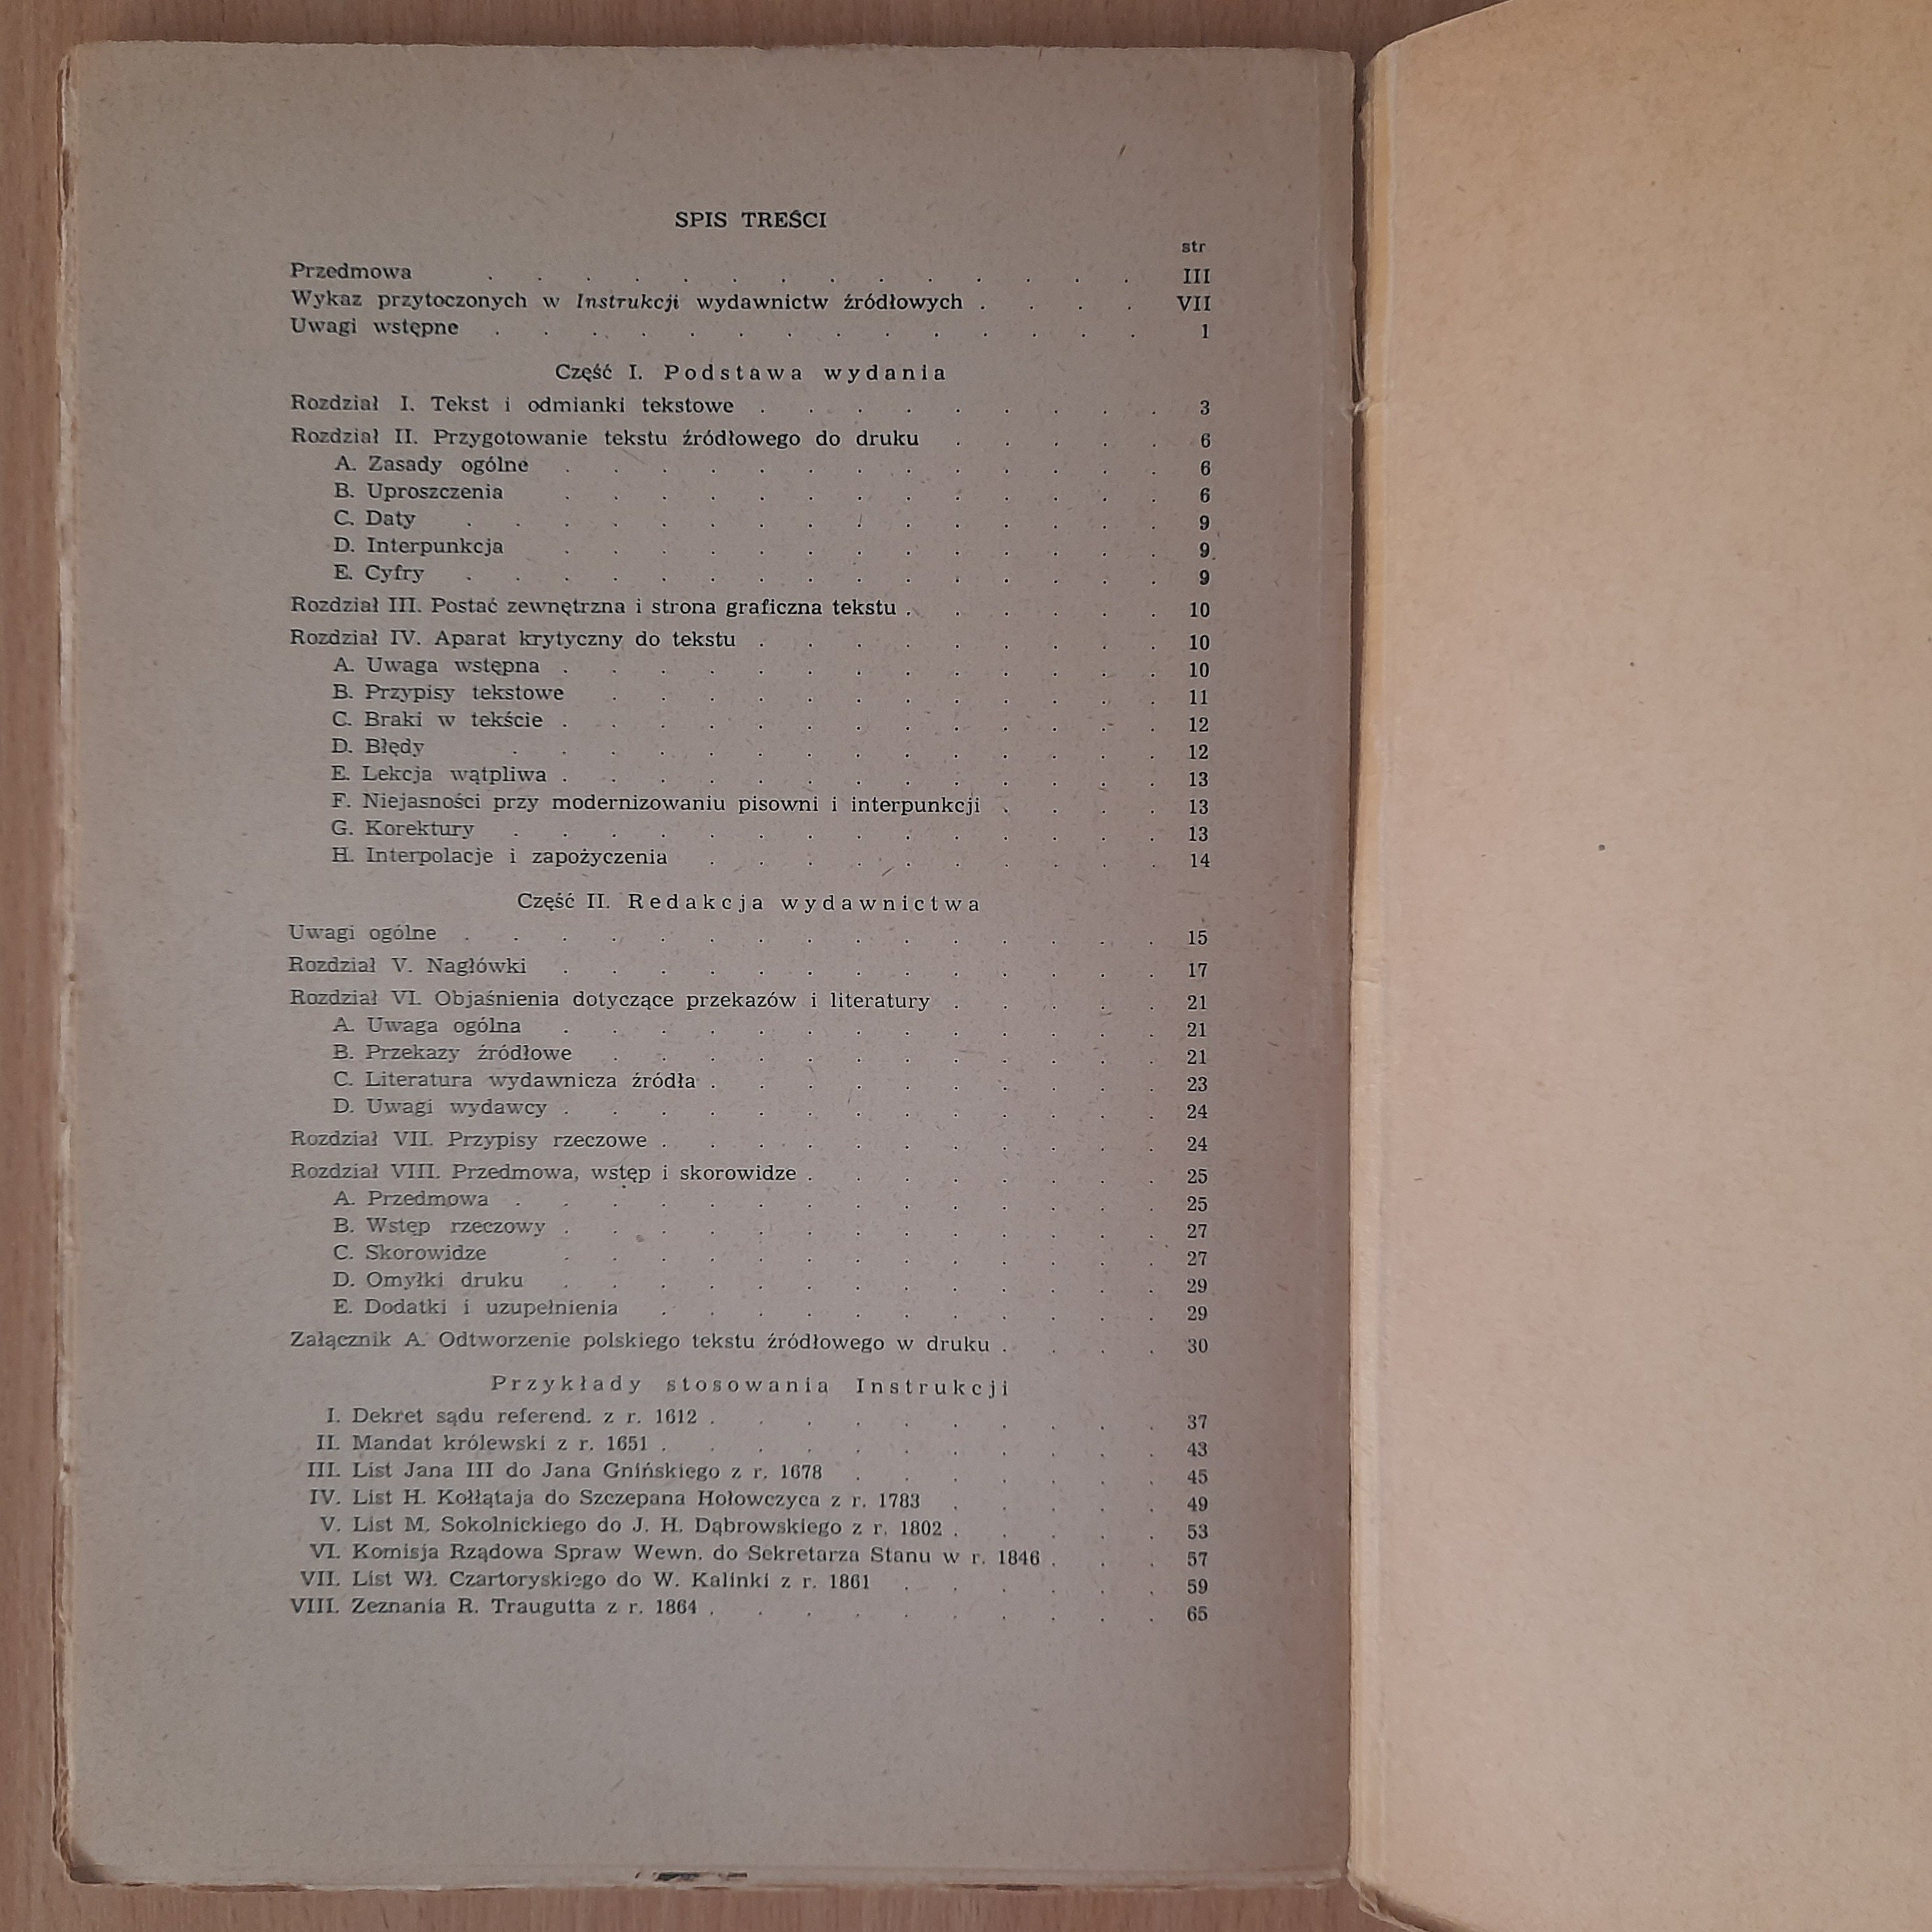 SPIS TREŚCI
str
Przedmowa . . . . . . . . . . . . . . III
Wykaz przytoczonych w Instrukcji wydawnictw źródłowych . . . . VII
Uwagi wstępne . . . . . . . . . . . . . . 1
Część I. Podstawa wydania
Rozdział I. Tekst i odmianki tekstowe . . . . . . . . . 3
Rozdział II. Przygotowanie tekstu źródłowego do druku . . . . . 6
A. Zasady ogólne . . . . . . . . . . . . . 6
B. Uproszczenia . . . . . . . . . . . . . 6
C. Daty . . . . . . . . . . . . . . . 9
D. Interpunkcja . . . . . . . . . . . . . 9
E. Cyfry . . . . . . . . . . . . . . . 9
Rozdział III. Postać zewnętrzna i strona graficzna tekstu . . . . . . 10
Rozdział IV. Aparat krytyczny do tekstu . . . . . . . . . 10
A. Uwaga wstępna . . . . . . . . . . . . . 10
B. Przypisy tekstowe . . . . . . . . . . . . 11
C. Braki w tekście . . . . . . . . . . . . . 12
D. Błędy . . . . . . . . . . . . . . 12
E. Lekcja wątpliwa . . . . . . . . . . . . . 13
F. Niejasności przy modernizowaniu pisowni i interpunkcji . . . . 13
G. Korektury . . . . . . . . . . . . . . 13
H. Interpolacje i zapożyczenia . . . . . . . . . . 14
Część II. Redakcja wydawnictwa
Uwagi ogólne . . . . . . . . . . . . . . . 15
Rozdział V. Nagłówki . . . . . . . . . . . . . 17
Rozdział VI. Objaśnienia dotyczące przekazów i literatury . . . . . 21
A. Uwaga ogólna . . . . . . . . . . . . . 21
B. Przekazy źródłowe . . . . . . . . . . . . 21
C. Literatura wydawnicza źródła . . . . . . . . . . 23
D. Uwagi wydawcy . . . . . . . . . . . . . 24
Rozdział VII. Przypisy rzeczowe . . . . . . . . . . . 24
Rozdział VIII. Przedmowa, wstęp i skorowidze . . . . . . . . 25
A. Przedmowa . . . . . . . . . . . . . . 25
B. Wstęp rzeczowy . . . . . . . . . . . . . 27
C. Skorowidze . . . . . . . . . . . . . 27
D. Omyłki druku . . . . . . . . . . . . . 29
E. Dodatki i uzupełnienia . . . . . . . . . . . 29
Załącznik A. Odtworzenie polskiego tekstu źródłowego w druku . . . . 30
Przykłady stosowania Instrukcji
I. Dekret sądu referend. z r. 1612 . . . . . . . . . . 37
II. Mandat królewski z r. 1651 . . . . . . . . . . . 43
III. List Jana III do Jana Gnińskiego z r. 1678 . . . . . . . 45
IV. List H. Kołłątaja do Szczepana Hołowczyca z r. 1783 . . . . . 49
V. List M. Sokolnickiego do J. H. Dąbrowskiego z r. 1802 . . . . . 53
VI. Komisja Rządowa Spraw Wewn. do Sekretarza Stanu w r. 1846 . . . 57
VII. List Wł. Czartoryskiego do W. Kalinki z r. 1861 . . . . . . 59
VIII. Zeznania R. Traugutta z r. 1864 . . . . . . . . . . 65